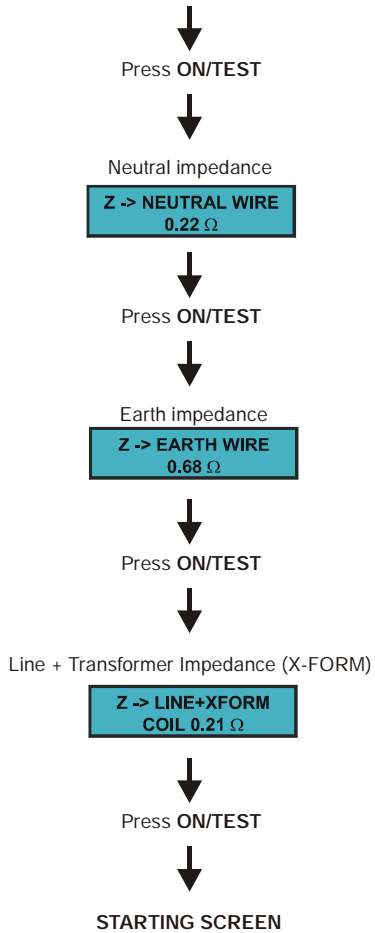 Press ON/TEST
Neutral impedance
Z -> NEUTRAL WIRE
0.22 Ω
Press ON/TEST
Earth impedance
Z -> EARTH WIRE
0.68 Ω
Press ON/TEST
Line + Transformer Impedance (X-FORM)
Z -> LINE+XFORM
COIL 0.21 Ω
Press ON/TEST
STARTING SCREEN